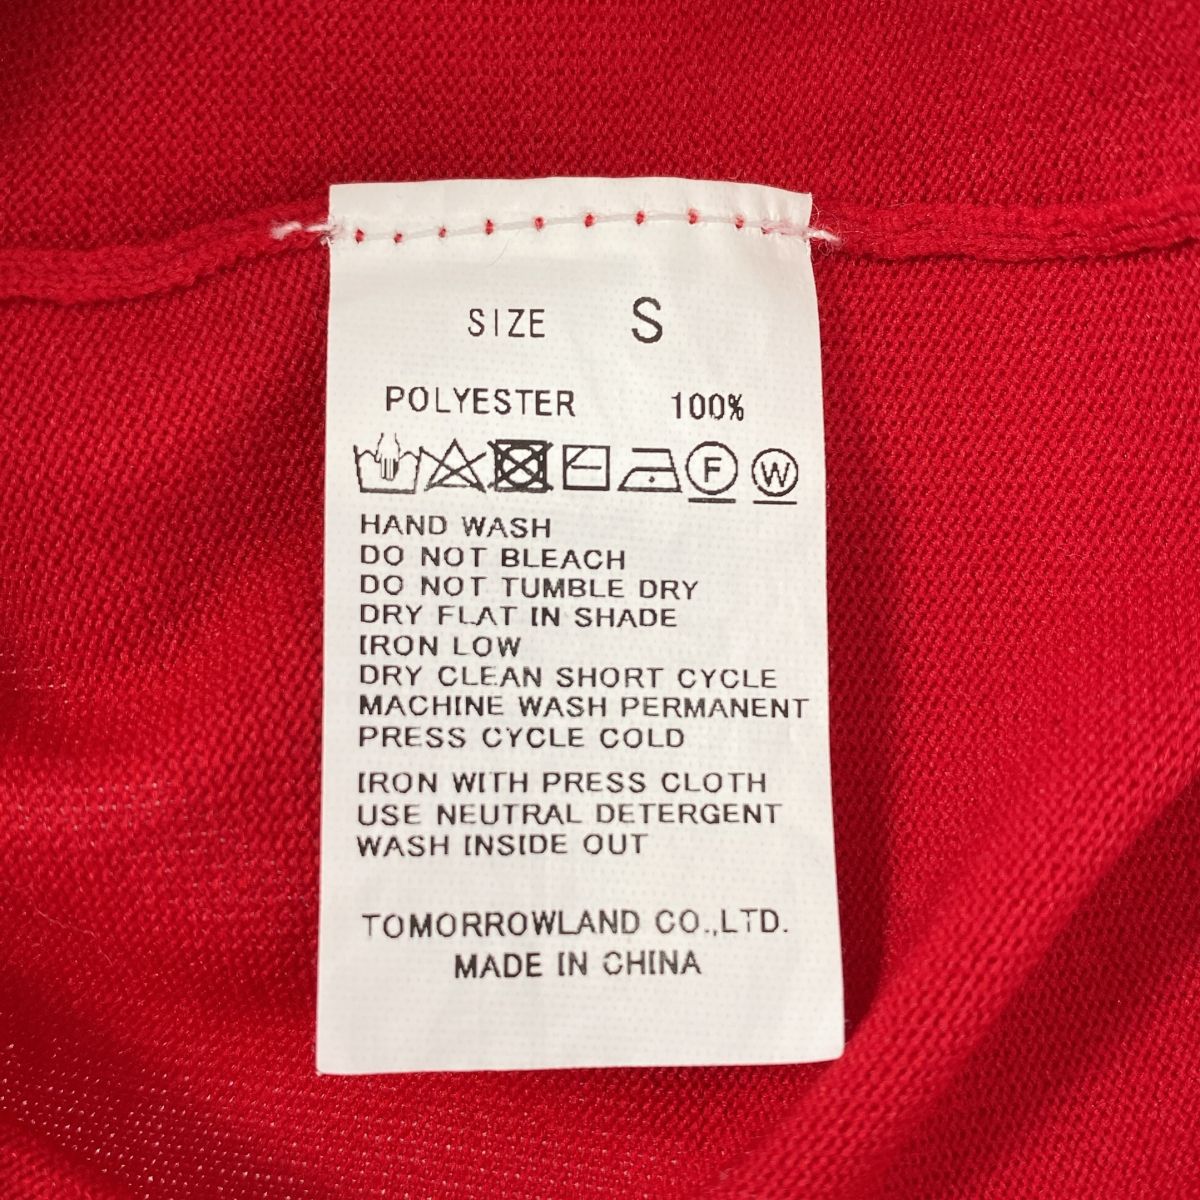 SIZE S
POLYESTER 100%
F W
HAND WASH
DO NOT BLEACH
DO NOT TUMBLE DRY
DRY FLAT IN SHADE
IRON LOW
DRY CLEAN SHORT CYCLE
MACHINE WASH PERMANENT
PRESS CYCLE COLD
IRON WITH PRESS CLOTH
USE NEUTRAL DETERGENT
WASH INSIDE OUT
TOMORROWLAND CO.,LTD.
MADE IN CHINA